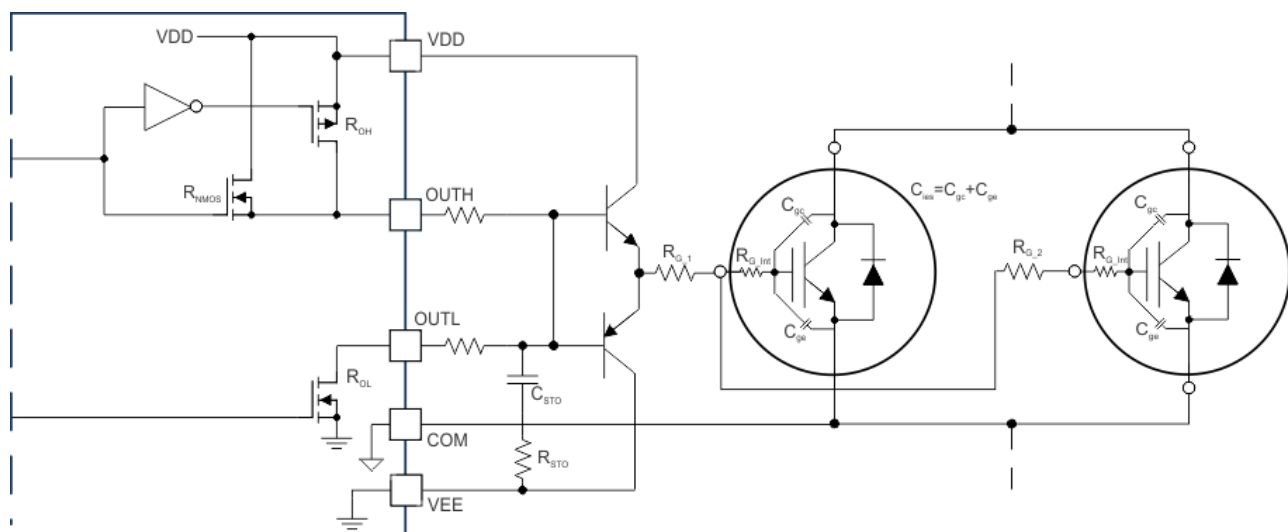 VDD
VDD
R_OH
R_NMOS
OUTH
C_ies=C_gc+C_ge
C_gc
C_gc
R_G_1
R_G_Int
R_G_2
R_G_Int
C_ge
C_ge
OUTL
R_OL
C_STO
COM
R_STO
VEE